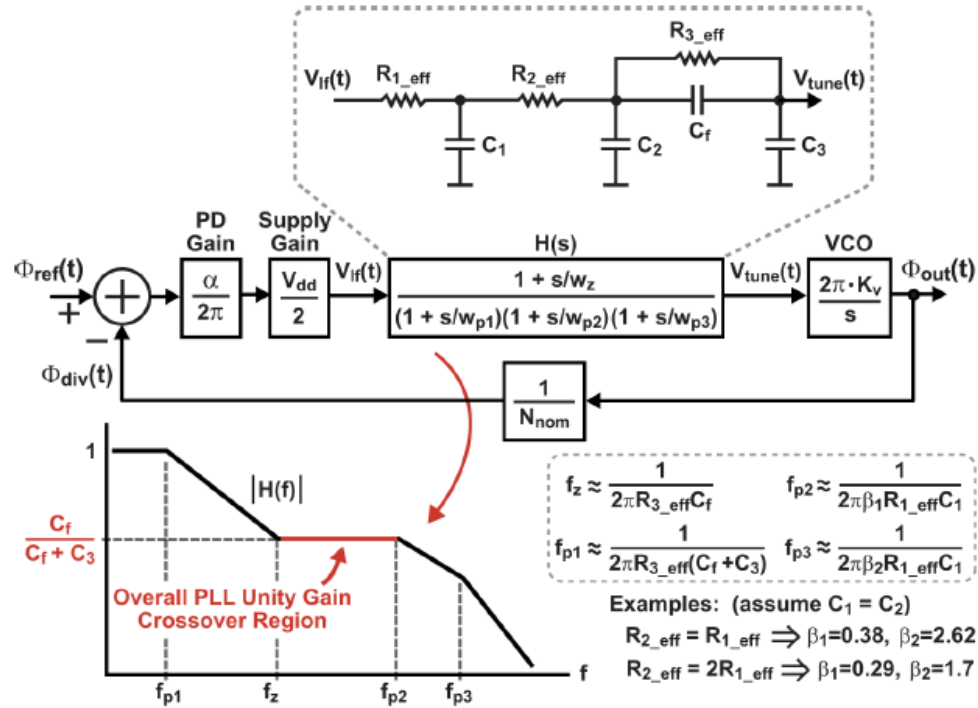 R3_eff
Vlf(t) R1_eff R2_eff Vtune(t)
Cf
C1 C2 C3
PD Gain
Supply Gain
H(s)
VCO
Φref(t) + α/2π Vdd/2 Vlf(t) (1 + s/wz)/((1 + s/wp1)(1 + s/wp2)(1 + s/wp3)) Vtune(t) 2π·Kv/s Φout(t)
+
−
Φdiv(t)
1/Nnom
1
|H(f)|
Cf/(Cf + C3)
Overall PLL Unity Gain
Crossover Region
fp1 fz fp2 fp3 f
fz ≈ 1/(2πR3_effCf) fp2 ≈ 1/(2πβ1R1_effC1)
fp1 ≈ 1/(2πR3_eff(Cf +C3)) fp3 ≈ 1/(2πβ2R1_effC1)
Examples: (assume C1 = C2)
R2_eff = R1_eff ⇒ β1=0.38, β2=2.62
R2_eff = 2R1_eff ⇒ β1=0.29, β2=1.7